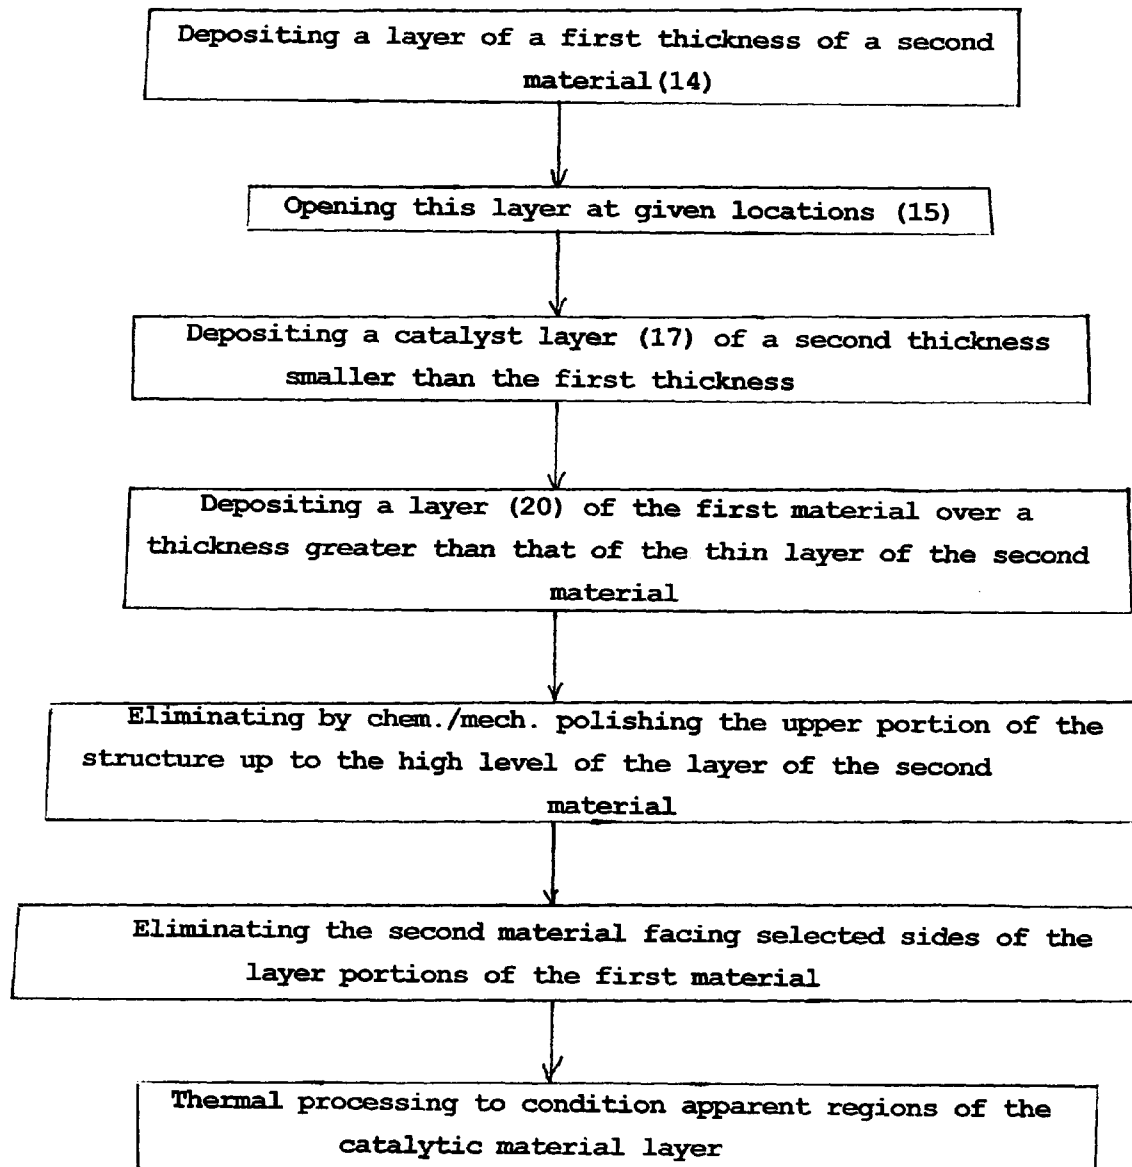 Depositing a layer of a first thickness of a second
material(14)
Opening this layer at given locations (15)
Depositing a catalyst layer (17) of a second thickness
smaller than the first thickness
Depositing a layer (20) of the first material over a
thickness greater than that of the thin layer of the second
material
Eliminating by chem./mech. polishing the upper portion of the
structure up to the high level of the layer of the second
material
Eliminating the second material facing selected sides of the
layer portions of the first material
Thermal processing to condition apparent regions of the
catalytic material layer